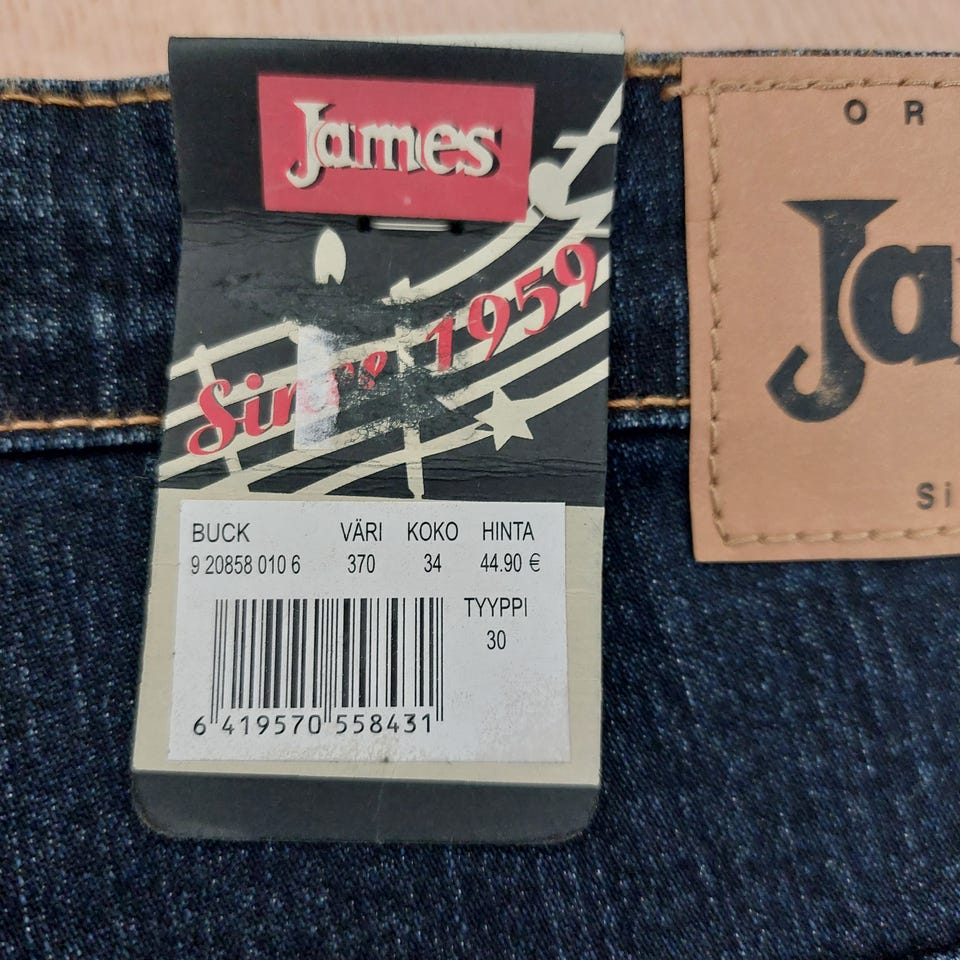 James
Since 1959
BUCK VÄRI KOKO HINTA
9 20858 010 6 370 34 44.90 €
TYYPPI
30
6 419570 558431
O R
Ja
Si